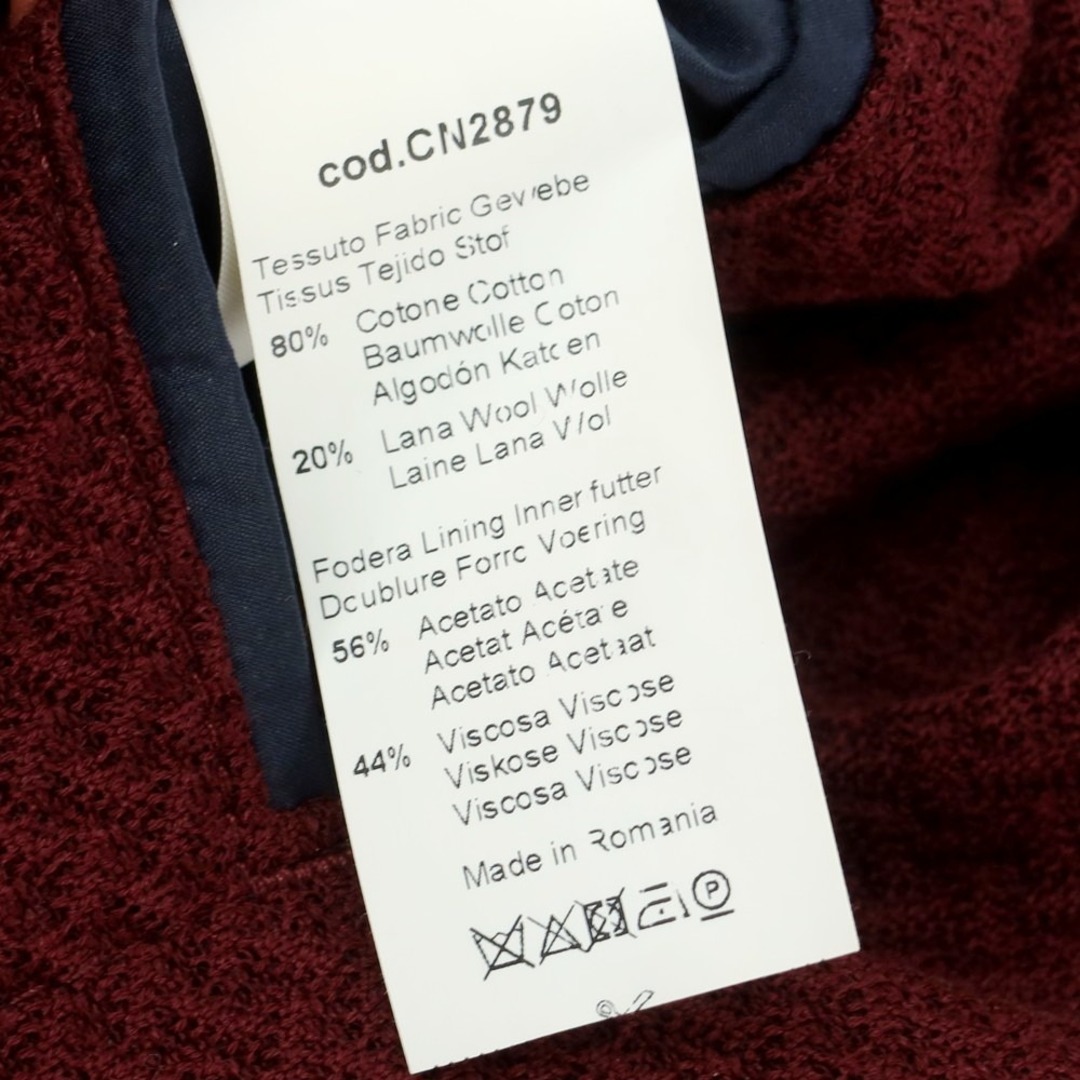 cod.CN2879
Tessuto Fabric Gewebe
Tissus Tejido Stof
80% Cotone Cotton
Baumwolle Coton
Algodón Katoen
20% Lana Wool Wolle
Laine Lana Wol
Fodera Lining Innenfutter
Doublure Forro Voering
56% Acetato Acetate
Acetat Acétate
Acetato Acetaat
44% Viscosa Viscose
Viskose Viscose
Viscosa Viscose
Made in Romania
P